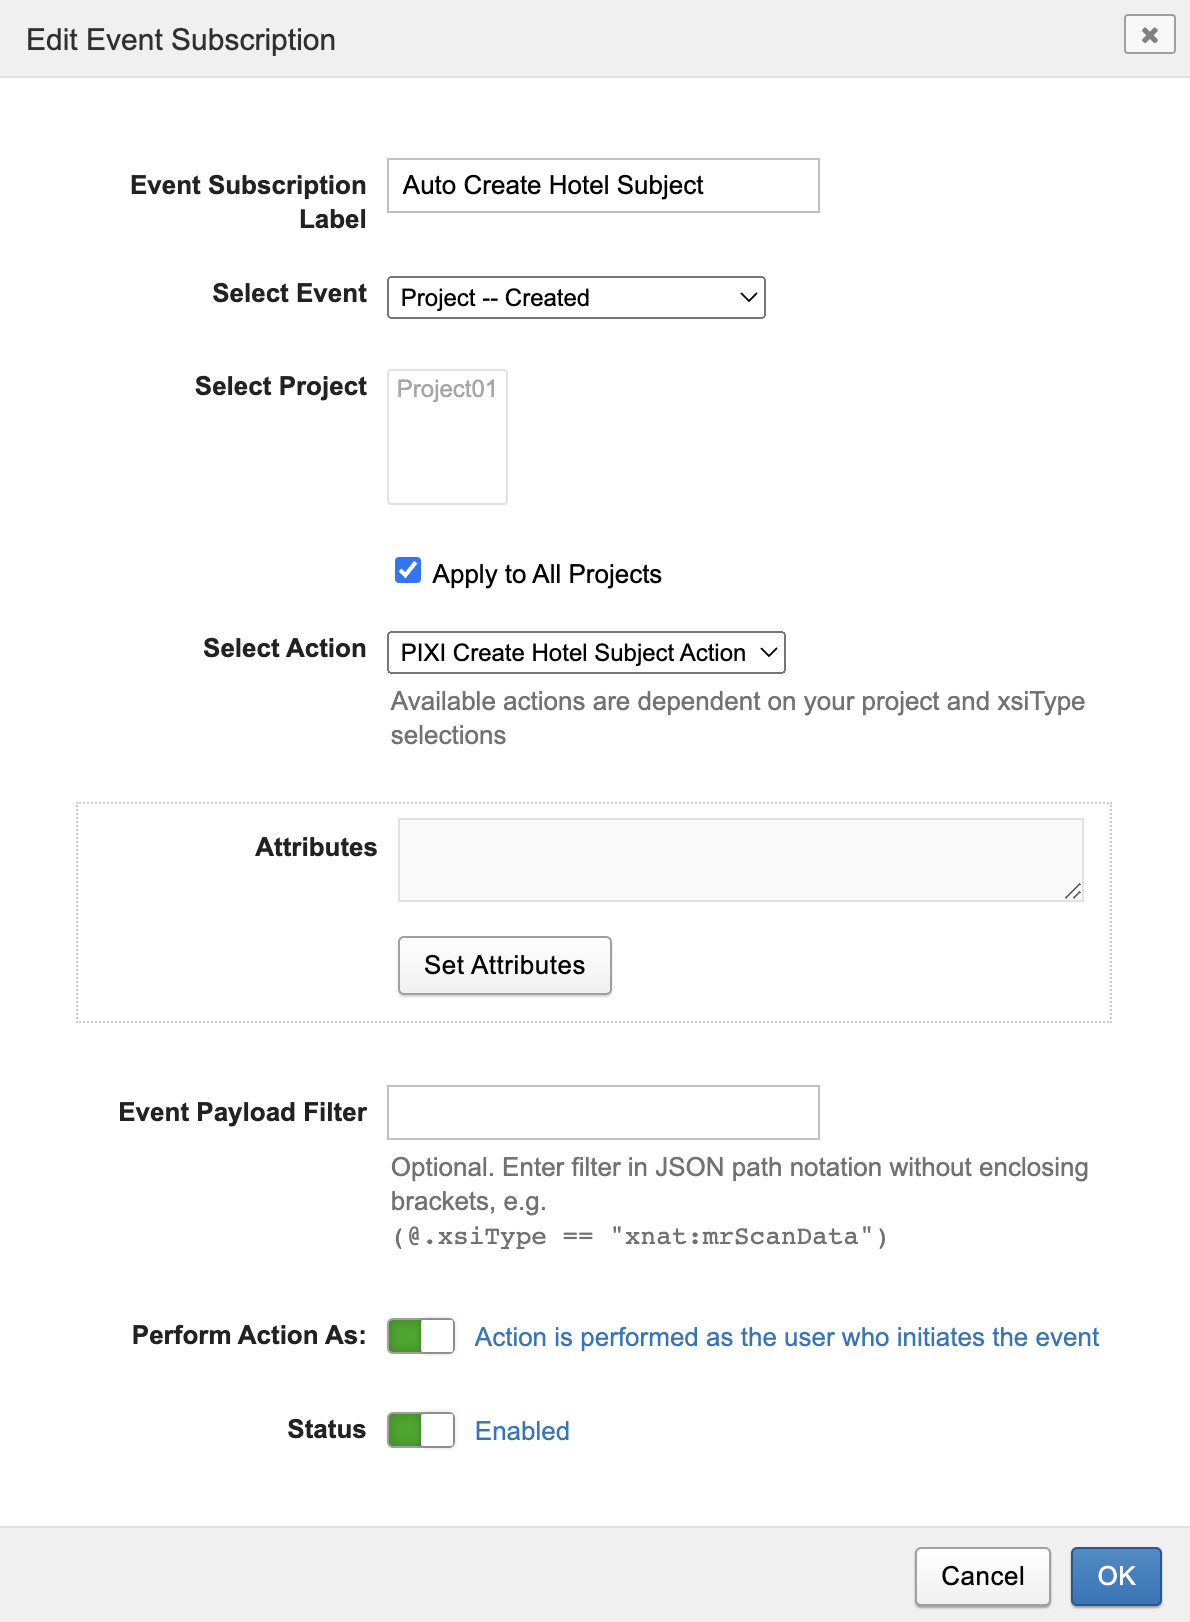 Edit Event Subscription
Event Subscription
Label
Auto Create Hotel Subject
Select Event
Project -- Created
Select Project
Project01
Apply to All Projects
Select Action
PIXI Create Hotel Subject Action
Available actions are dependent on your project and xsiType
selections
Attributes
Set Attributes
Event Payload Filter
Optional. Enter filter in JSON path notation without enclosing
brackets, e.g.
(@.xsiType == "xnat:mrScanData")
Perform Action As:
Action is performed as the user who initiates the event
Status
Enabled
Cancel
OK